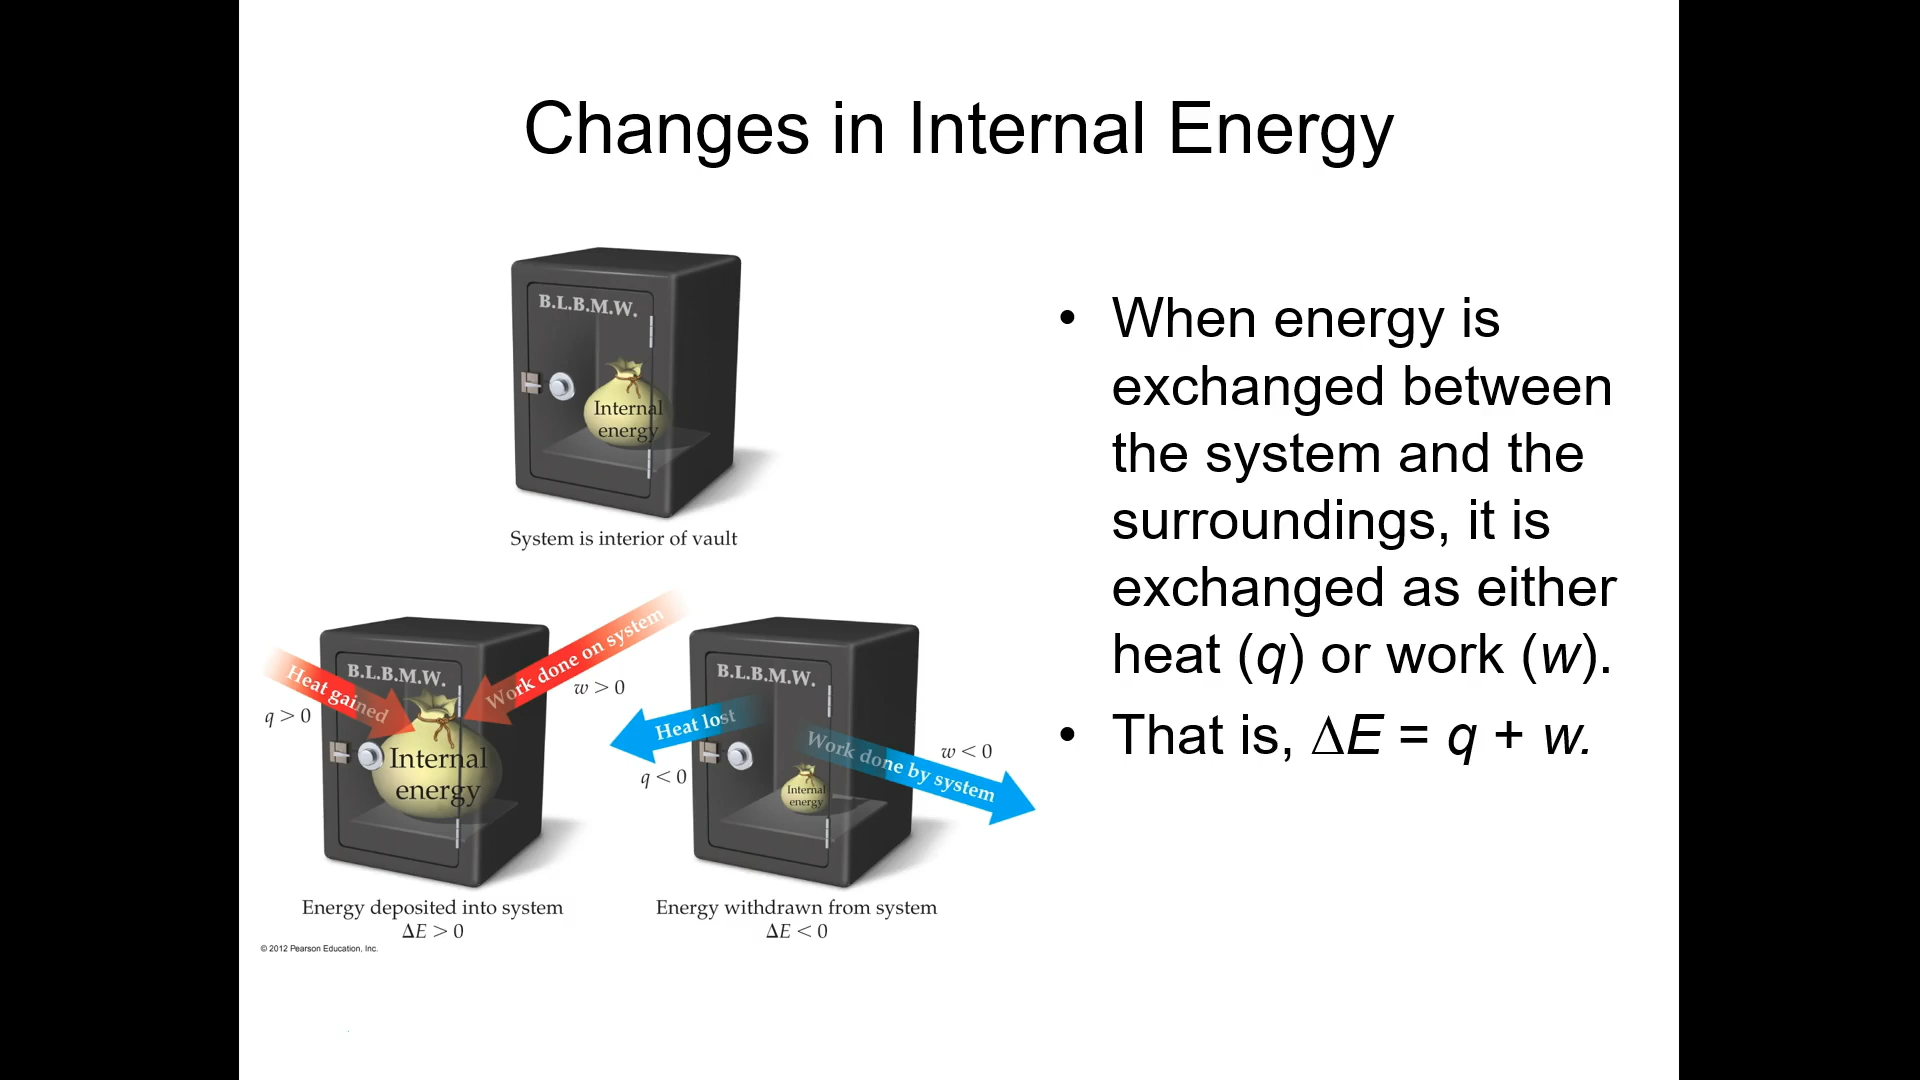 Changes in Internal Energy
B.L.B.M.W.
Internal
energy
System is interior of vault
B.L.B.M.W.
Heat gained
q > 0
Work done on system
w > 0
Internal
energy
Energy deposited into system
ΔE > 0
B.L.B.M.W.
Heat lost
q < 0
Work done by system
w < 0
Internal
energy
Energy withdrawn from system
ΔE < 0
© 2012 Pearson Education, Inc.
• When energy is
exchanged between
the system and the
surroundings, it is
exchanged as either
heat (q) or work (w).
• That is, ΔE = q + w.